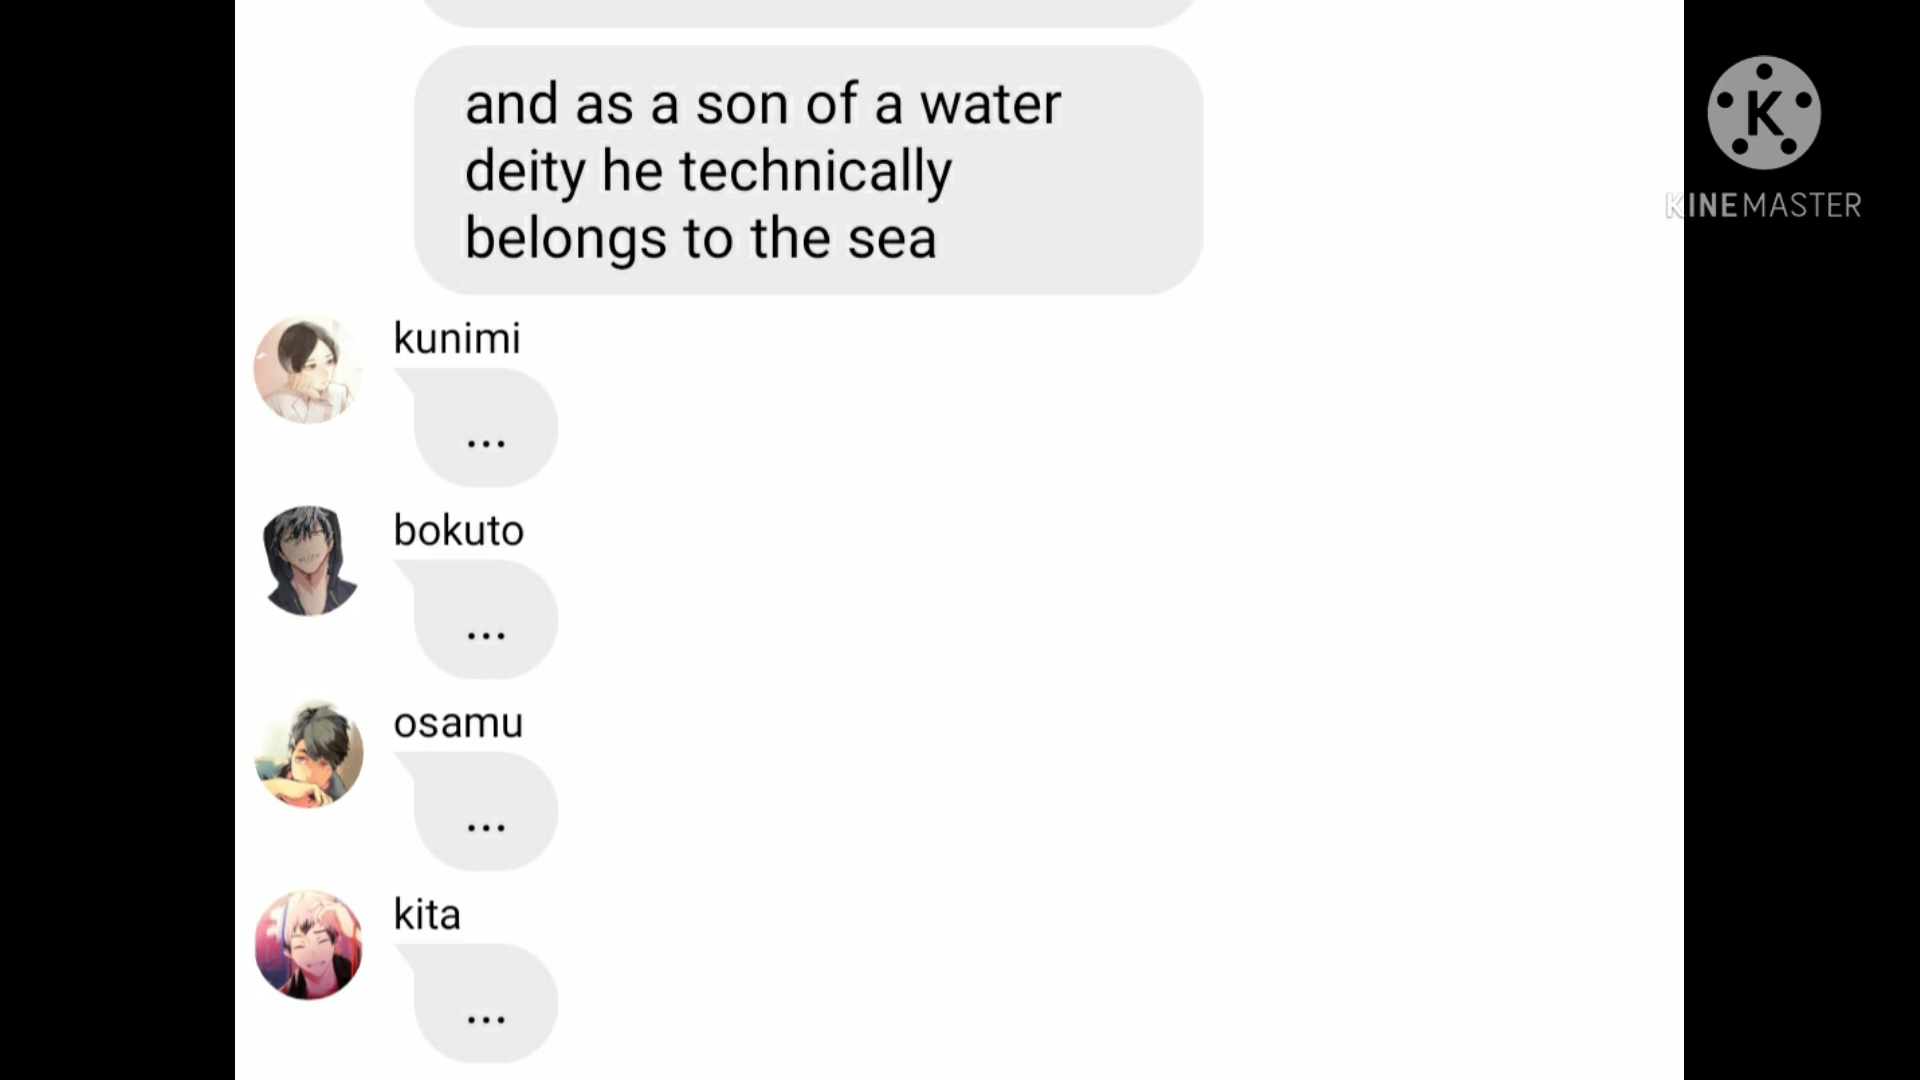 and as a son of a water
deity he technically
belongs to the sea
K
KINEMASTER
kunimi
...
bokuto
...
osamu
...
kita
...